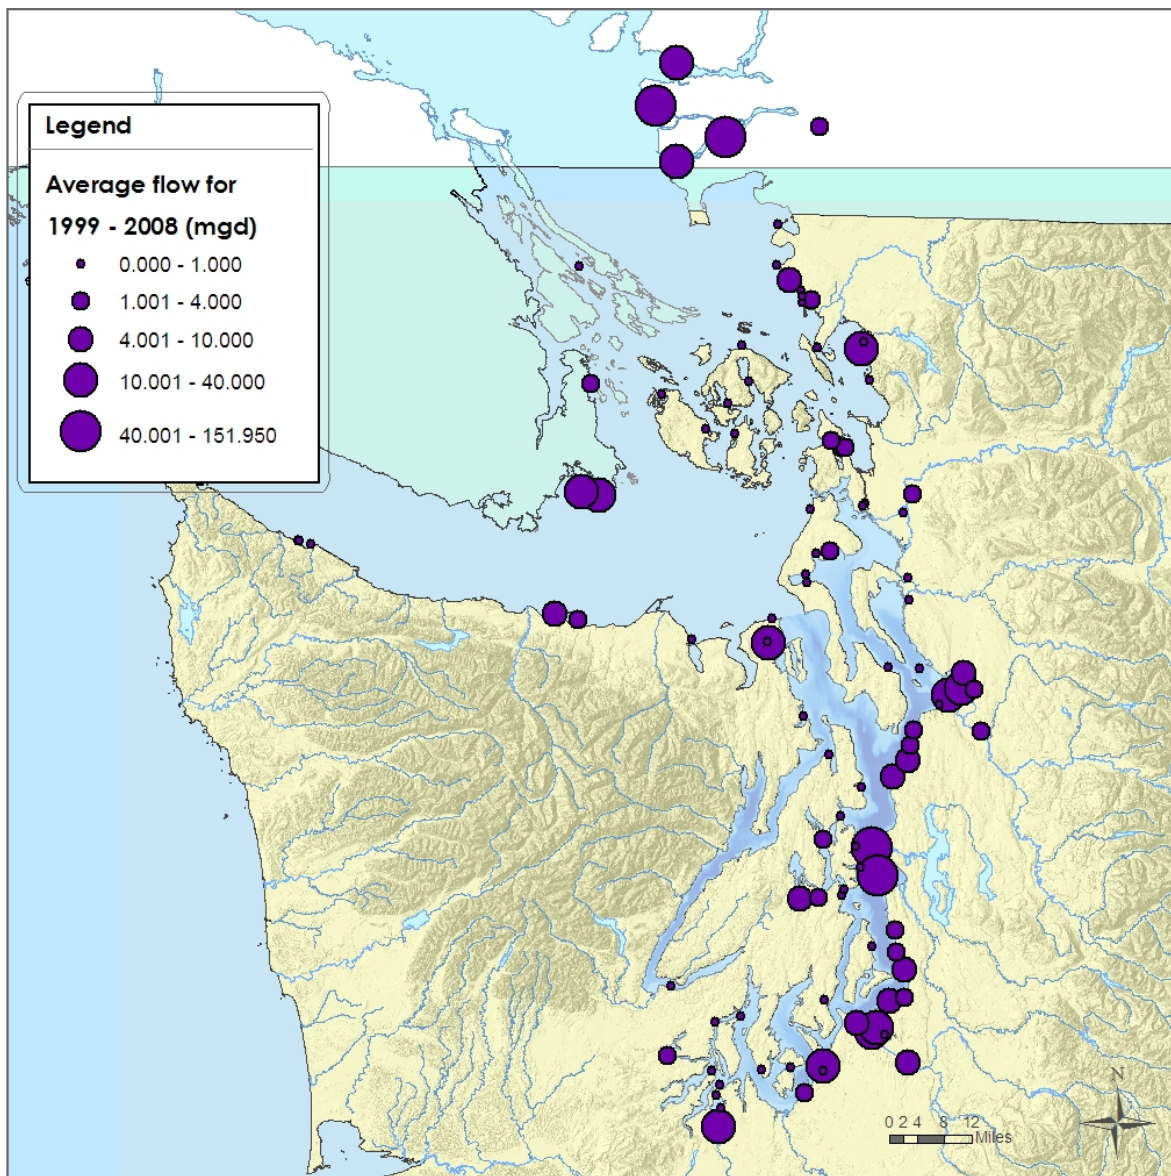 Legend
Average flow for
1999 - 2008 (mgd)
0.000 - 1.000
1.001 - 4.000
4.001 - 10.000
10.001 - 40.000
40.001 - 151.950
N
0 2 4 8 12
Miles